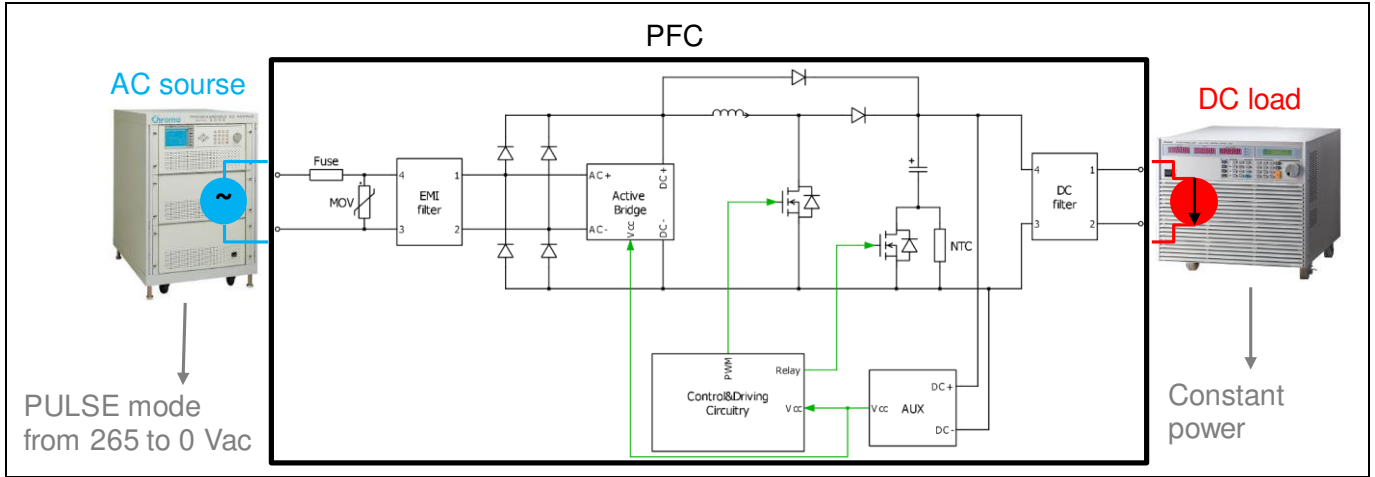 PFC
AC sourse
DC load
Chroma
Fuse
MOV
4
EMI
filter
1
3
2
AC+
AC-
Active
Bridge
DC+
DC-
Vcc
+
NTC
4
DC
filter
1
3
2
~
PWM
Relay
Control&Driving
Circuitry
Vcc
Vcc
AUX
DC+
DC-
PULSE mode
from 265 to 0 Vac
Constant
power